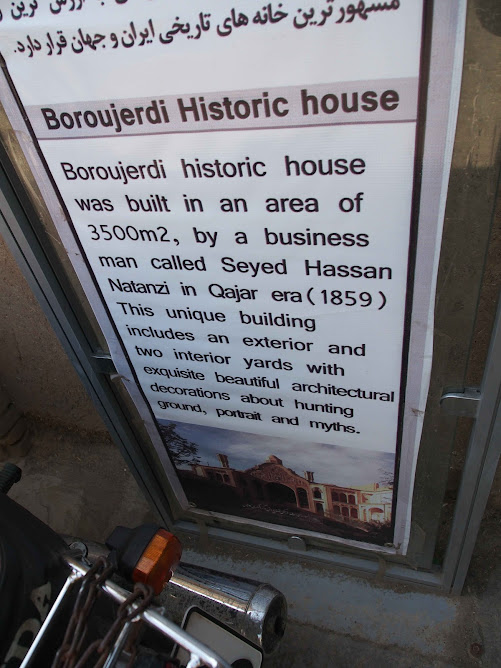 ارزش ترین
مشهور ترین خانه های تاریخی ایران و جهان قرار دارد.
Boroujerdi Historic house
Boroujerdi historic house
was built in an area of
3500m2, by a business
man called Seyed Hassan
Natanzi in Qajar era(1859)
This unique building
includes an exterior and
two interior yards with
exquisite beautiful architectural
decorations about hunting
ground, portrait and myths.